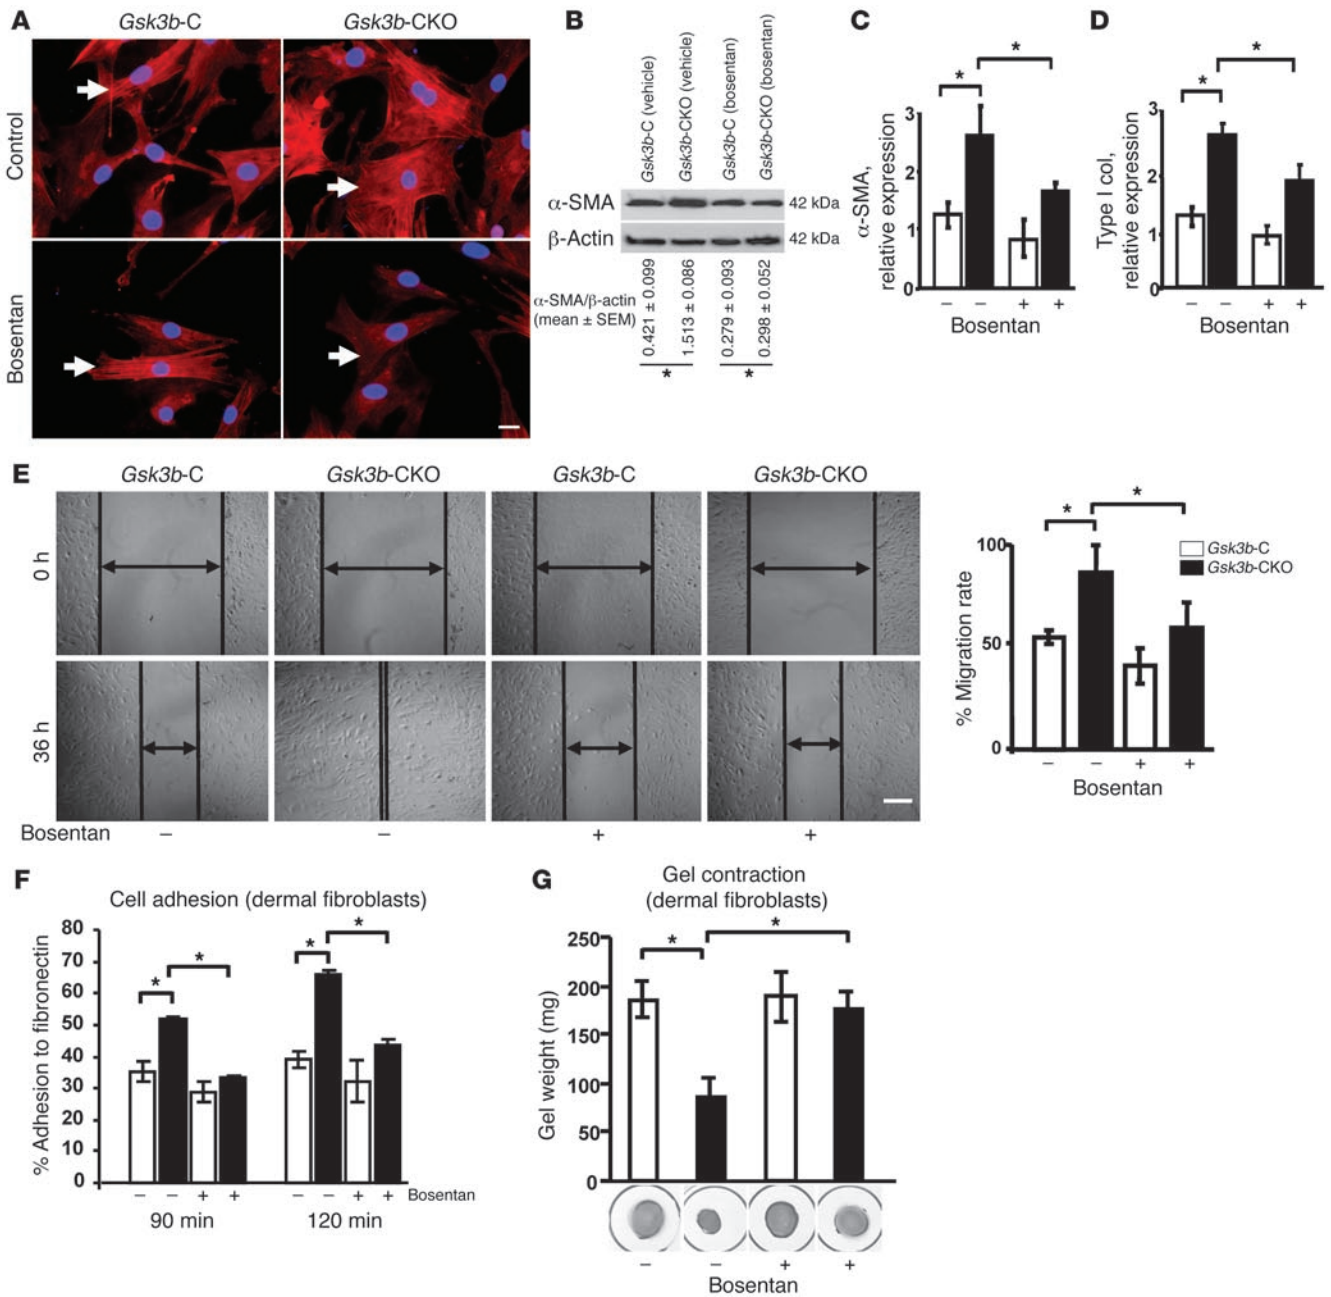 A
Gsk3b-C
Gsk3b-CKO
Control
Bosentan
B
Gsk3b-C (vehicle)
Gsk3b-CKO (vehicle)
Gsk3b-C (bosentan)
Gsk3b-CKO (bosentan)
α-SMA
42 kDa
β-Actin
42 kDa
α-SMA/β-actin
(mean ± SEM)
0.421 ± 0.099
1.513 ± 0.086
0.279 ± 0.093
0.298 ± 0.052
*
*
C
α-SMA,
relative expression
3
2
1
0
*
*
– – + +
Bosentan
D
Type I col,
relative expression
3
2
1
0
*
*
– – + +
Bosentan
E
Gsk3b-C
Gsk3b-CKO
Gsk3b-C
Gsk3b-CKO
0 h
36 h
Bosentan – – + +
% Migration rate
100
50
0
*
*
Gsk3b-C
Gsk3b-CKO
– – + +
Bosentan
F
Cell adhesion (dermal fibroblasts)
% Adhesion to fibronectin
80
70
60
50
40
30
20
10
0
*
*
*
*
– – + + – – + + Bosentan
90 min
120 min
G
Gel contraction
(dermal fibroblasts)
Gel weight (mg)
250
200
150
100
50
0
*
*
– – + +
Bosentan